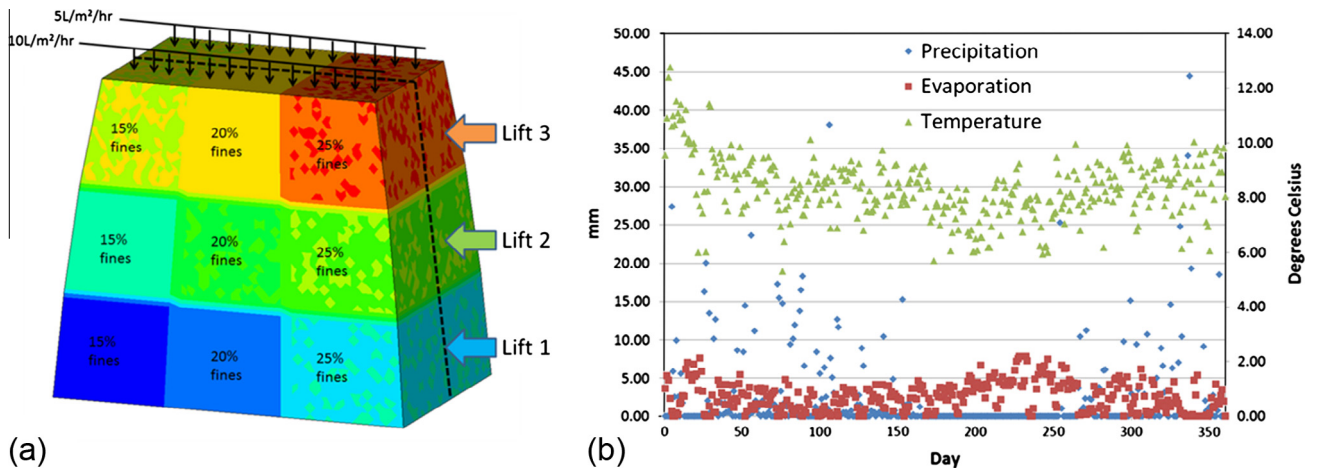 (a)
5L/m²/hr
10L/m²/hr
15%
fines
20%
fines
25%
fines
Lift 3
15%
fines
20%
fines
25%
fines
Lift 2
15%
fines
20%
fines
25%
fines
Lift 1
(b)
50.00
45.00
40.00
35.00
30.00
25.00
20.00
15.00
10.00
5.00
0.00
mm
Precipitation
Evaporation
Temperature
14.00
12.00
10.00
8.00
6.00
4.00
2.00
0.00
Degrees Celsius
0
50
100
150
200
250
300
350
Day